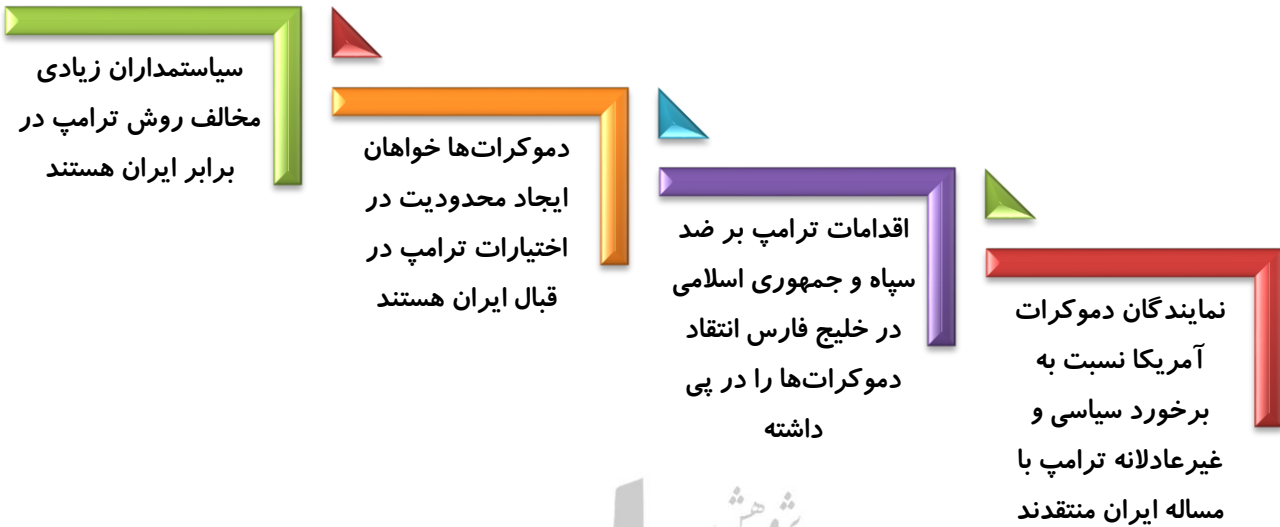 سیاستمداران زیادی
مخالف روش ترامپ در
برابر ایران هستند
دموکرات‌ها خواهان
ایجاد محدودیت در
اختیارات ترامپ در
قبال ایران هستند
اقدامات ترامپ بر ضد
سپاه و جمهوری اسلامی
در خلیج فارس انتقاد
دموکرات‌ها را در پی
داشته
نمایندگان دموکرات
آمریکا نسبت به
برخورد سیاسی و
غیرعادلانه ترامپ با
مساله ایران منتقدند